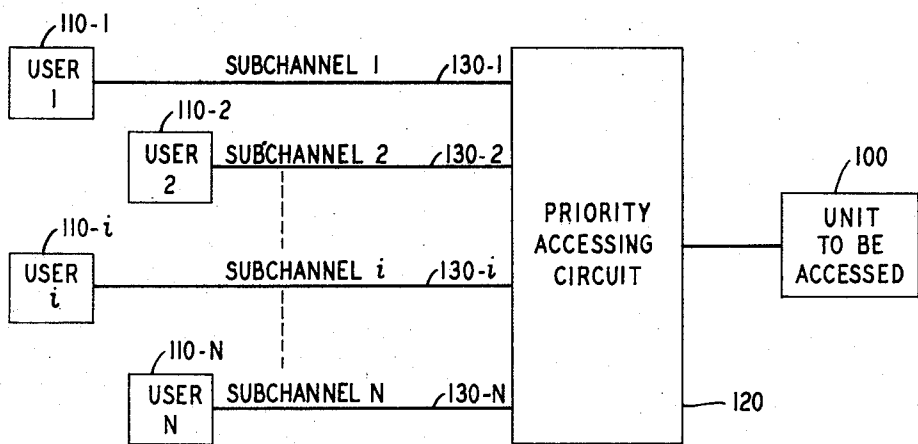 110-1
USER
1
SUBCHANNEL 1
130-1
110-2
USER
2
SUBCHANNEL 2
130-2
110-i
USER
i
SUBCHANNEL i
130-i
110-N
USER
N
SUBCHANNEL N
130-N
PRIORITY
ACCESSING
CIRCUIT
120
100
UNIT
TO BE
ACCESSED